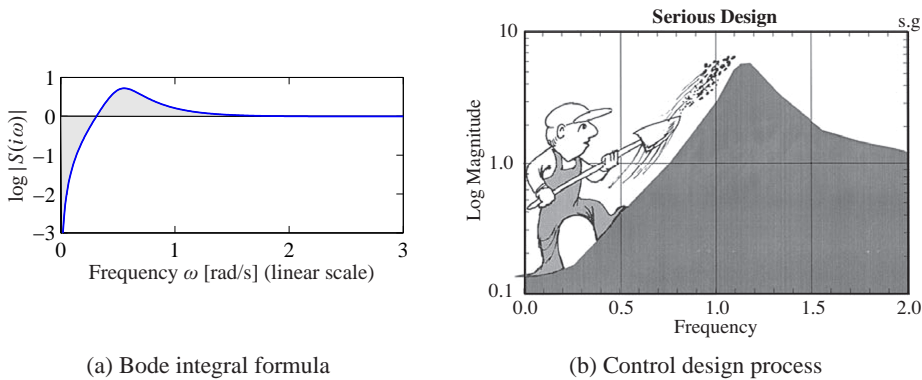 1
0
−1
−2
−3
0
1
2
3
log |S(iω)|
Frequency ω [rad/s] (linear scale)
(a) Bode integral formula
Serious Design
s.g
10
1.0
0.1
Log Magnitude
0.0
0.5
1.0
1.5
2.0
Frequency
(b) Control design process